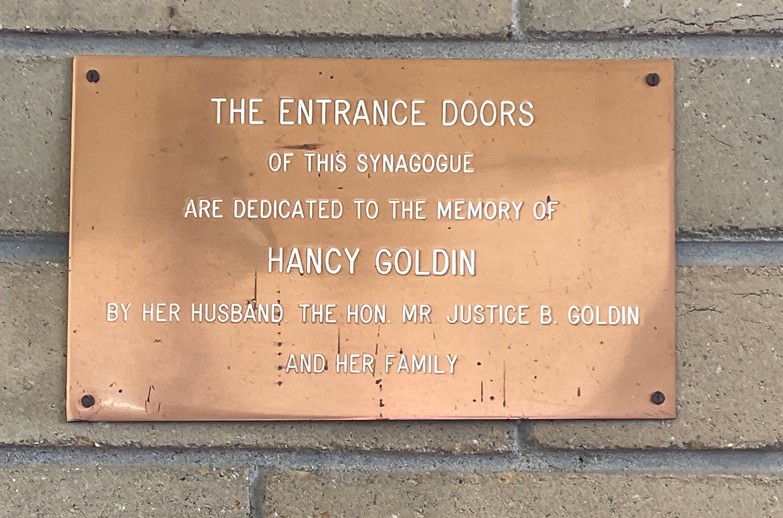 THE ENTRANCE DOORS
OF THIS SYNAGOGUE
ARE DEDICATED TO THE MEMORY OF
HANCY GOLDIN
BY HER HUSBAND. THE HON. MR. JUSTICE B. GOLDIN
AND HER FAMILY